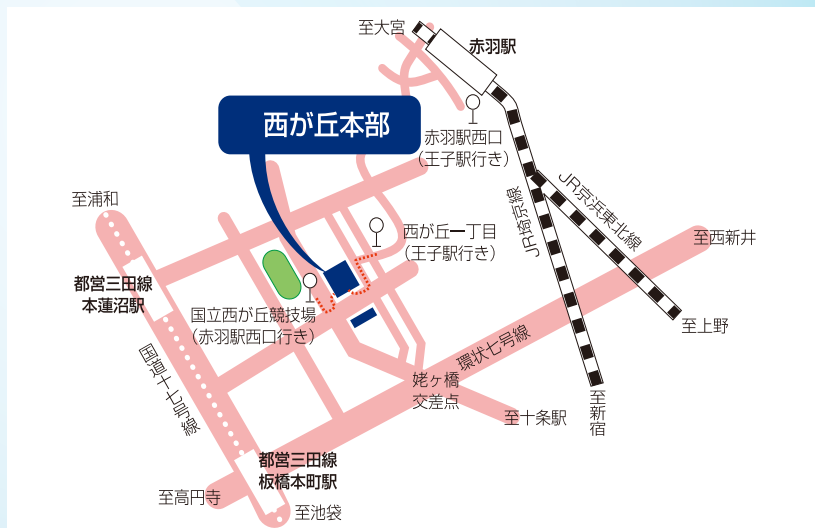 至大宮
赤羽駅
西が丘本部
赤羽駅西口
(王子駅行き)
JR埼京線
JR京浜東北線
至浦和
西が丘一丁目
(王子駅行き)
至西新井
都営三田線
本蓮沼駅
国立西が丘競技場
(赤羽駅西口行き)
至上野
国道十七号線
環状七号線
姥ヶ橋
交差点
至新宿
至十条駅
都営三田線
板橋本町駅
至高円寺
至池袋